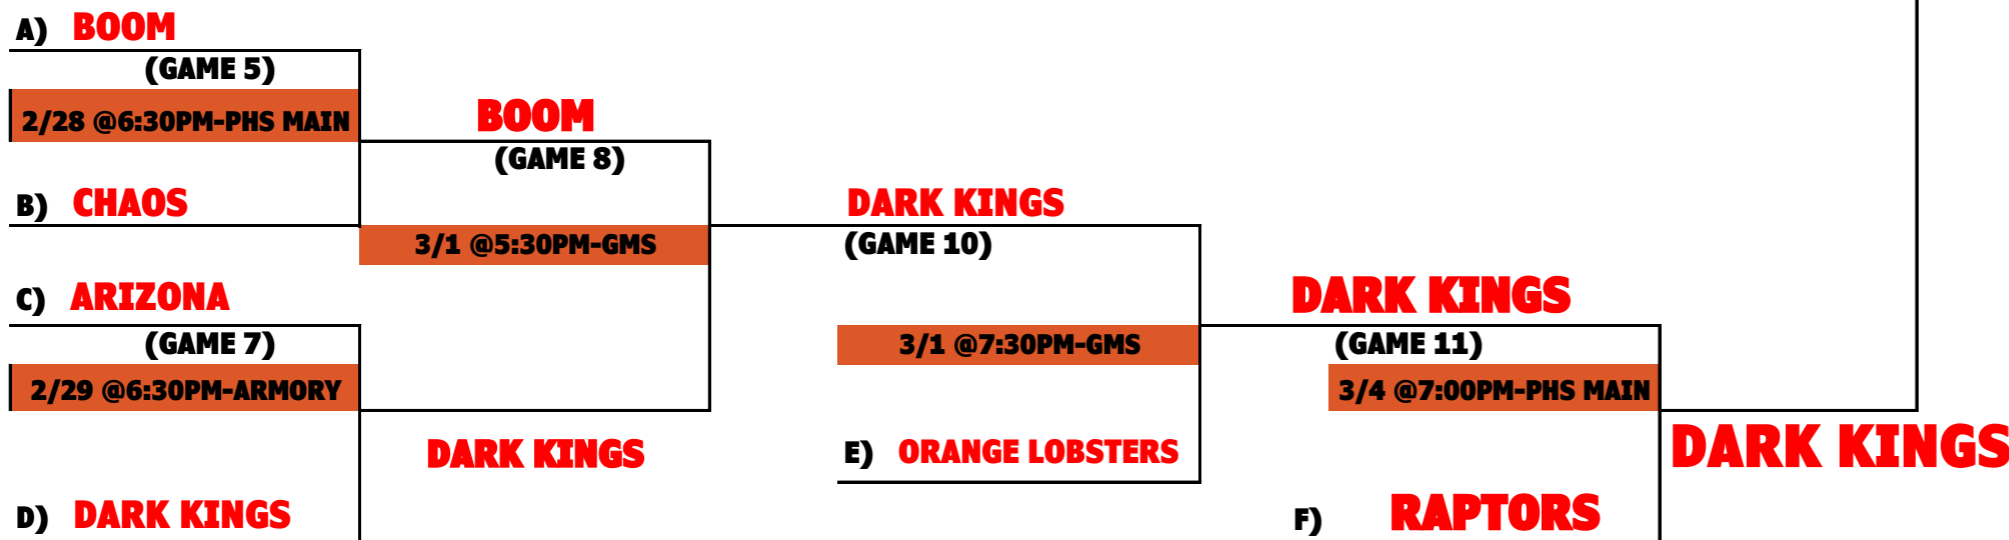 A) BOOM
(GAME 5)
2/28 @6:30PM-PHS MAIN
BOOM
(GAME 8)
B) CHAOS
DARK KINGS
3/1 @5:30PM-GMS
(GAME 10)
C) ARIZONA
DARK KINGS
(GAME 7)
3/1 @7:30PM-GMS
(GAME 11)
2/29 @6:30PM-ARMORY
3/4 @7:00PM-PHS MAIN
DARK KINGS
E) ORANGE LOBSTERS
DARK KINGS
D) DARK KINGS
F) RAPTORS